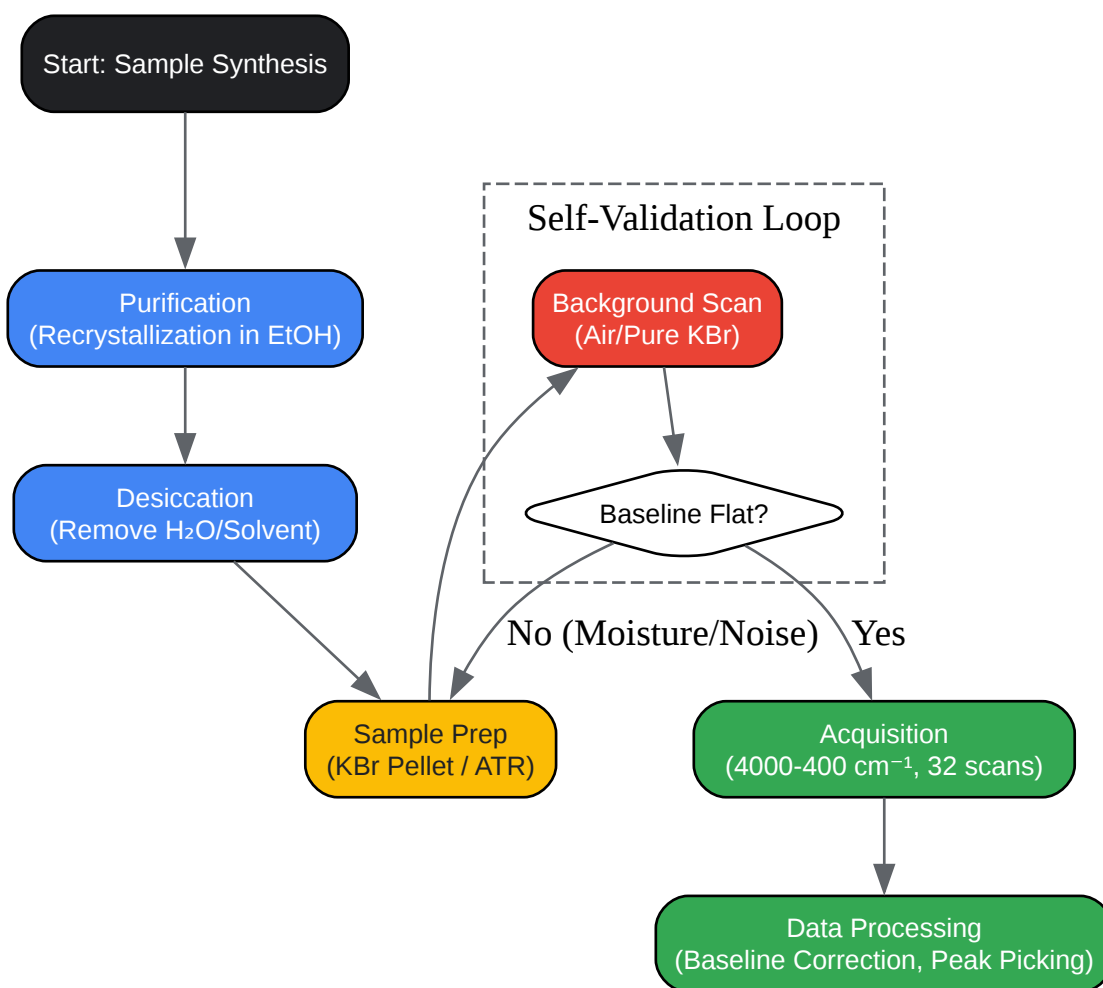 Start: Sample Synthesis
Purification
(Recrystallization in EtOH)
Desiccation
(Remove H₂O/Solvent)
Self-Validation Loop
Background Scan
(Air/Pure KBr)
Baseline Flat?
No (Moisture/Noise)
Yes
Sample Prep
(KBr Pellet / ATR)
Acquisition
(4000-400 cm⁻¹, 32 scans)
Data Processing
(Baseline Correction, Peak Picking)